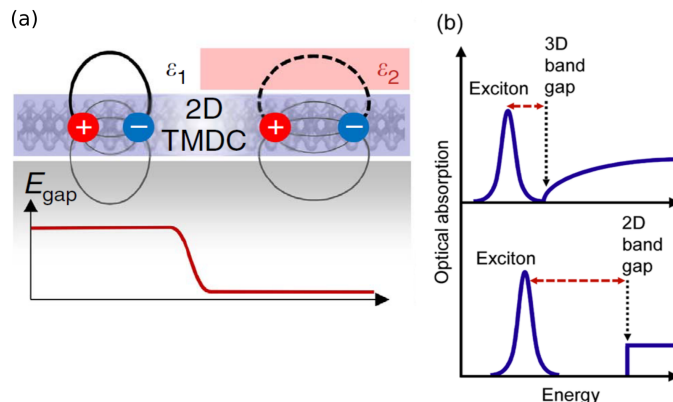 (a)
ε1
ε2
2D
TMDC
+
−
+
−
Egap
(b)
Optical absorption
Exciton
3D
band
gap
Exciton
2D
band
gap
Energy